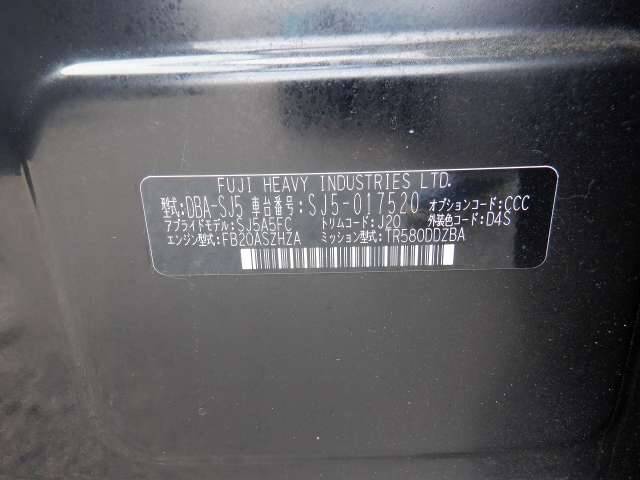 FUJI HEAVY INDUSTRIES LTD.
型式:DBA-SJ5 車台番号:SJ5-017520 オプションコード:CCC
アプライドモデル:SJ5A5FC トリムコード:J20 外装色コード:D4S
エンジン型式:FB20ASZHZA ミッション型式:TR580DDZBA